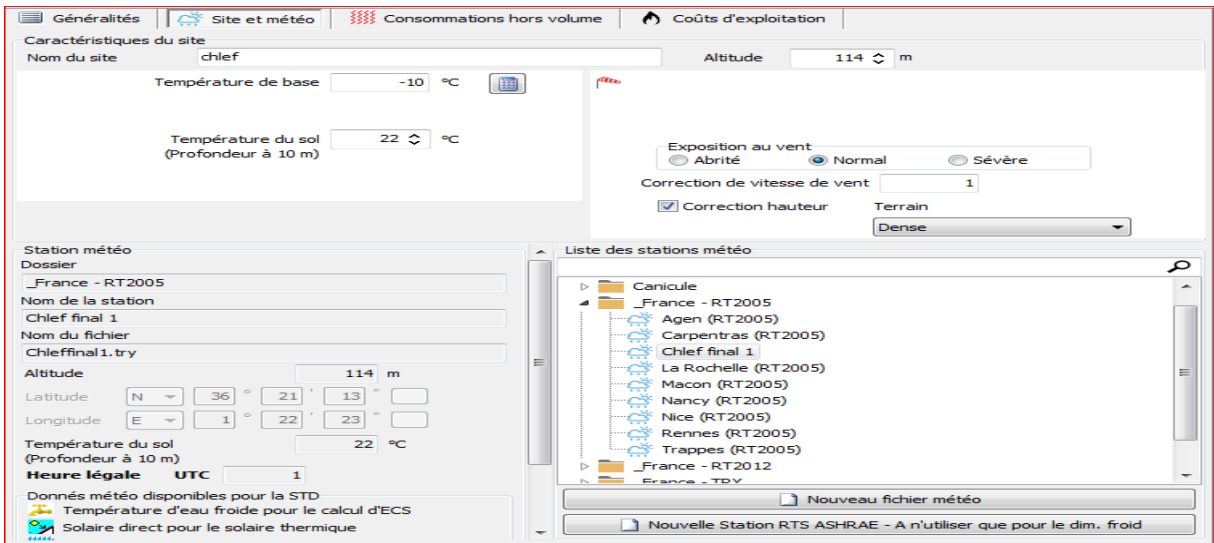 Généralités Site et météo Consommations hors volume Coûts d'exploitation
Caractéristiques du site
Nom du site chlef Altitude 114 m
Température de base -10 °C
Température du sol 22 °C
(Profondeur à 10 m)
Exposition au vent
Abrité Normal Sévère
Correction de vitesse de vent 1
Correction hauteur Terrain
Dense
Station météo
Dossier
_France - RT2005
Nom de la station
Chlef final 1
Nom du fichier
Chleffinal1.try
Altitude 114 m
Latitude N 36 ° 21 ' 13 "
Longitude E 1 ° 22 ' 23 "
Température du sol 22 °C
(Profondeur à 10 m)
Heure légale UTC 1
Donnés météo disponibles pour la STD
Température d'eau froide pour le calcul d'ECS
Solaire direct pour le solaire thermique
Liste des stations météo
Canicule
_France - RT2005
Agen (RT2005)
Carpentras (RT2005)
Chlef final 1
La Rochelle (RT2005)
Macon (RT2005)
Nancy (RT2005)
Nice (RT2005)
Rennes (RT2005)
Trappes (RT2005)
_France - RT2012
_France - TRY
Nouveau fichier météo
Nouvelle Station RTS ASHRAE - A n'utiliser que pour le dim. froid